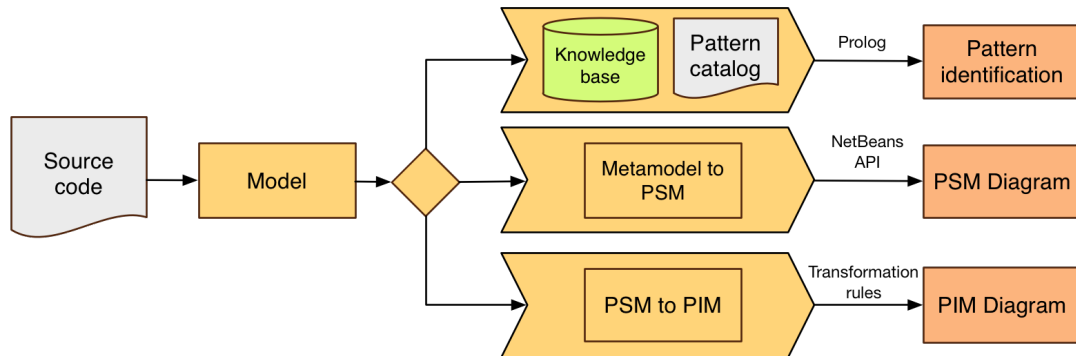 Source
code
Model
Knowledge
base
Pattern
catalog
Prolog
Pattern
identification
Metamodel to
PSM
NetBeans
API
PSM Diagram
PSM to PIM
Transformation
rules
PIM Diagram